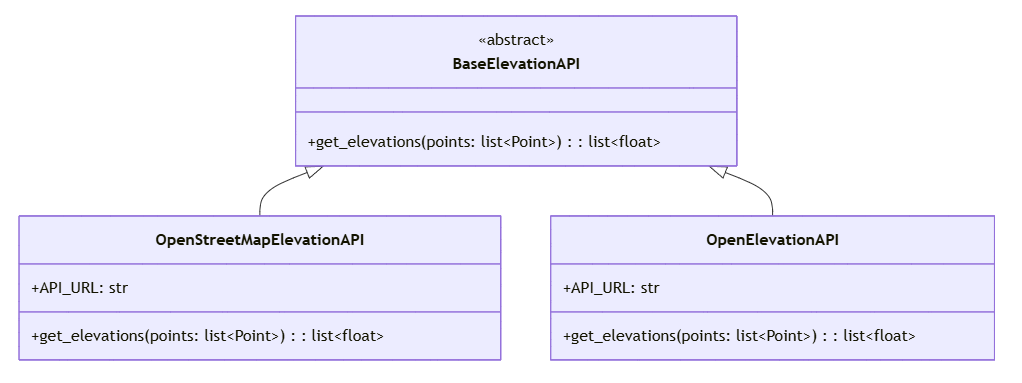 «abstract»
BaseElevationAPI
+get_elevations(points: list<Point>) : : list<float>
OpenStreetMapElevationAPI
+API_URL: str
+get_elevations(points: list<Point>) : : list<float>
OpenElevationAPI
+API_URL: str
+get_elevations(points: list<Point>) : : list<float>